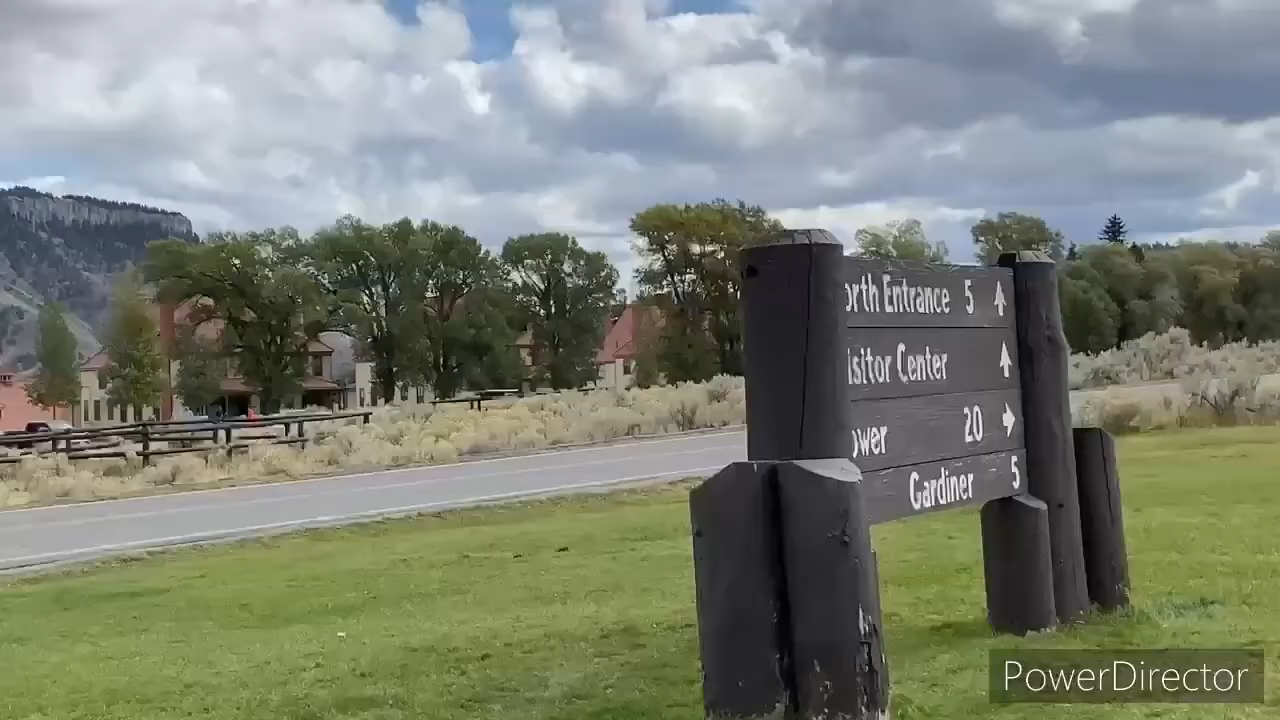 orth Entrance 5 ↑
isitor Center ↑
ower 20 →
Gardiner 5
PowerDirector